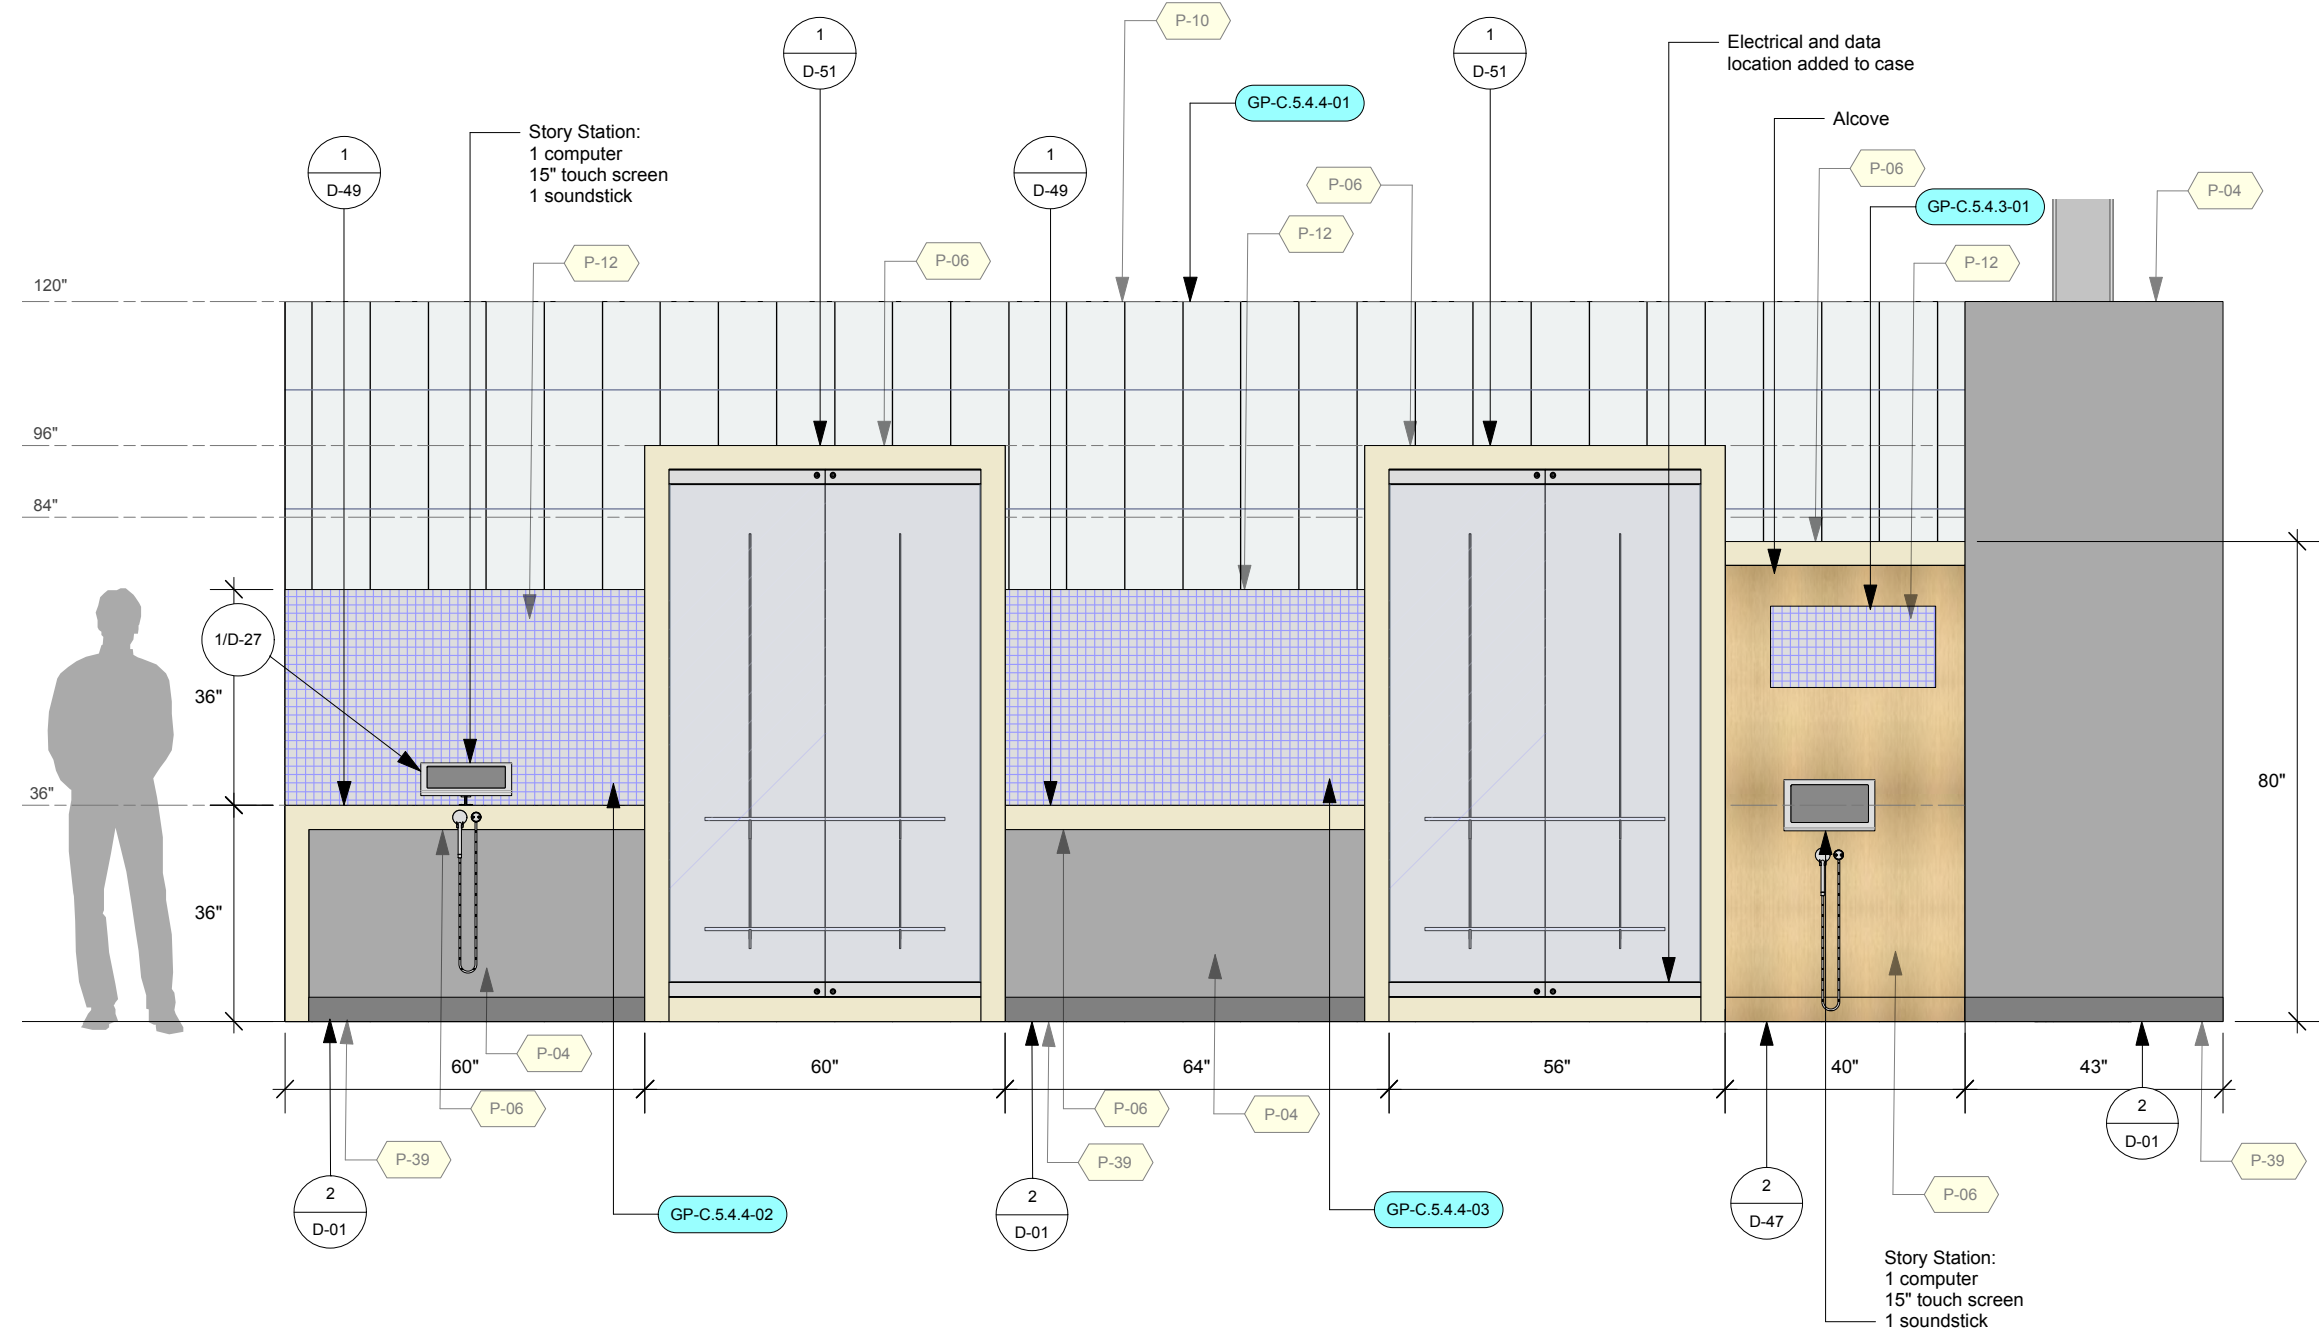 P-10
1
D-51
1
D-51
Electrical and data
location added to case
GP-C.5.4.4-01
Alcove
Story Station:
1 computer
15" touch screen
1 soundstick
1
D-49
1
D-49
P-06
P-06
GP-C.5.4.3-01
P-04
P-12
P-12
P-06
P-12
120"
96"
84"
1/D-27
36"
36"
36"
80"
60"
60"
64"
56"
40"
43"
P-04
P-06
P-39
2
D-01
GP-C.5.4.4-02
P-06
P-04
P-39
2
D-01
GP-C.5.4.4-03
2
D-47
P-06
2
D-01
P-39
Story Station:
1 computer
15" touch screen
1 soundstick